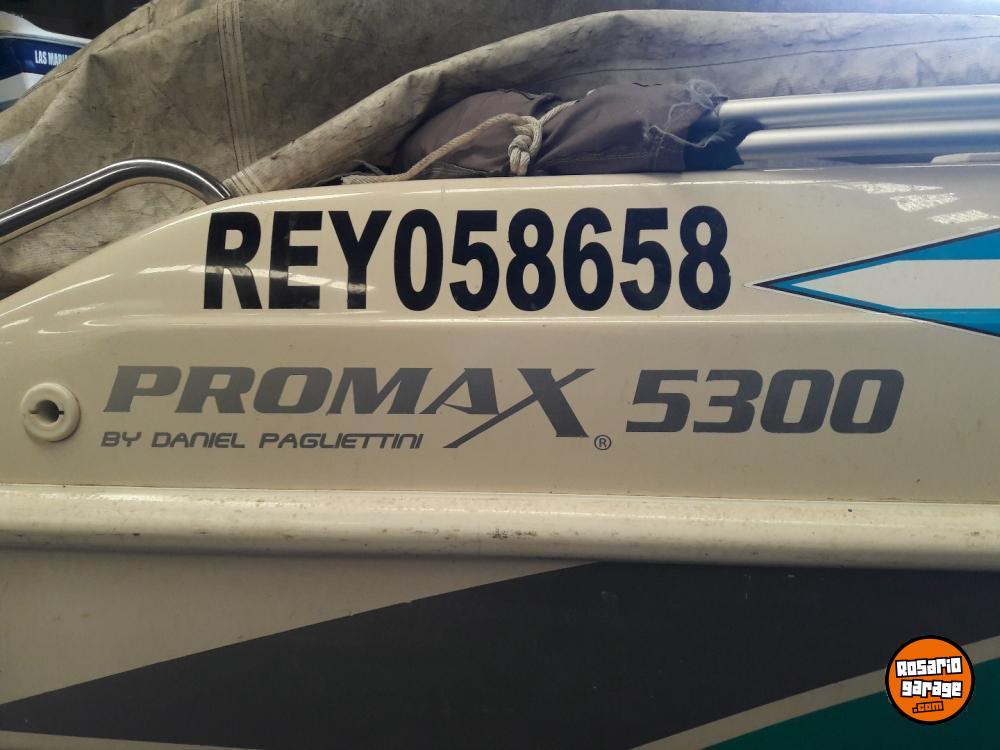 REY058658
PROMAX 5300
BY DANIEL PAGLIETTINI ®
ROSARIO
GARAGE
.COM